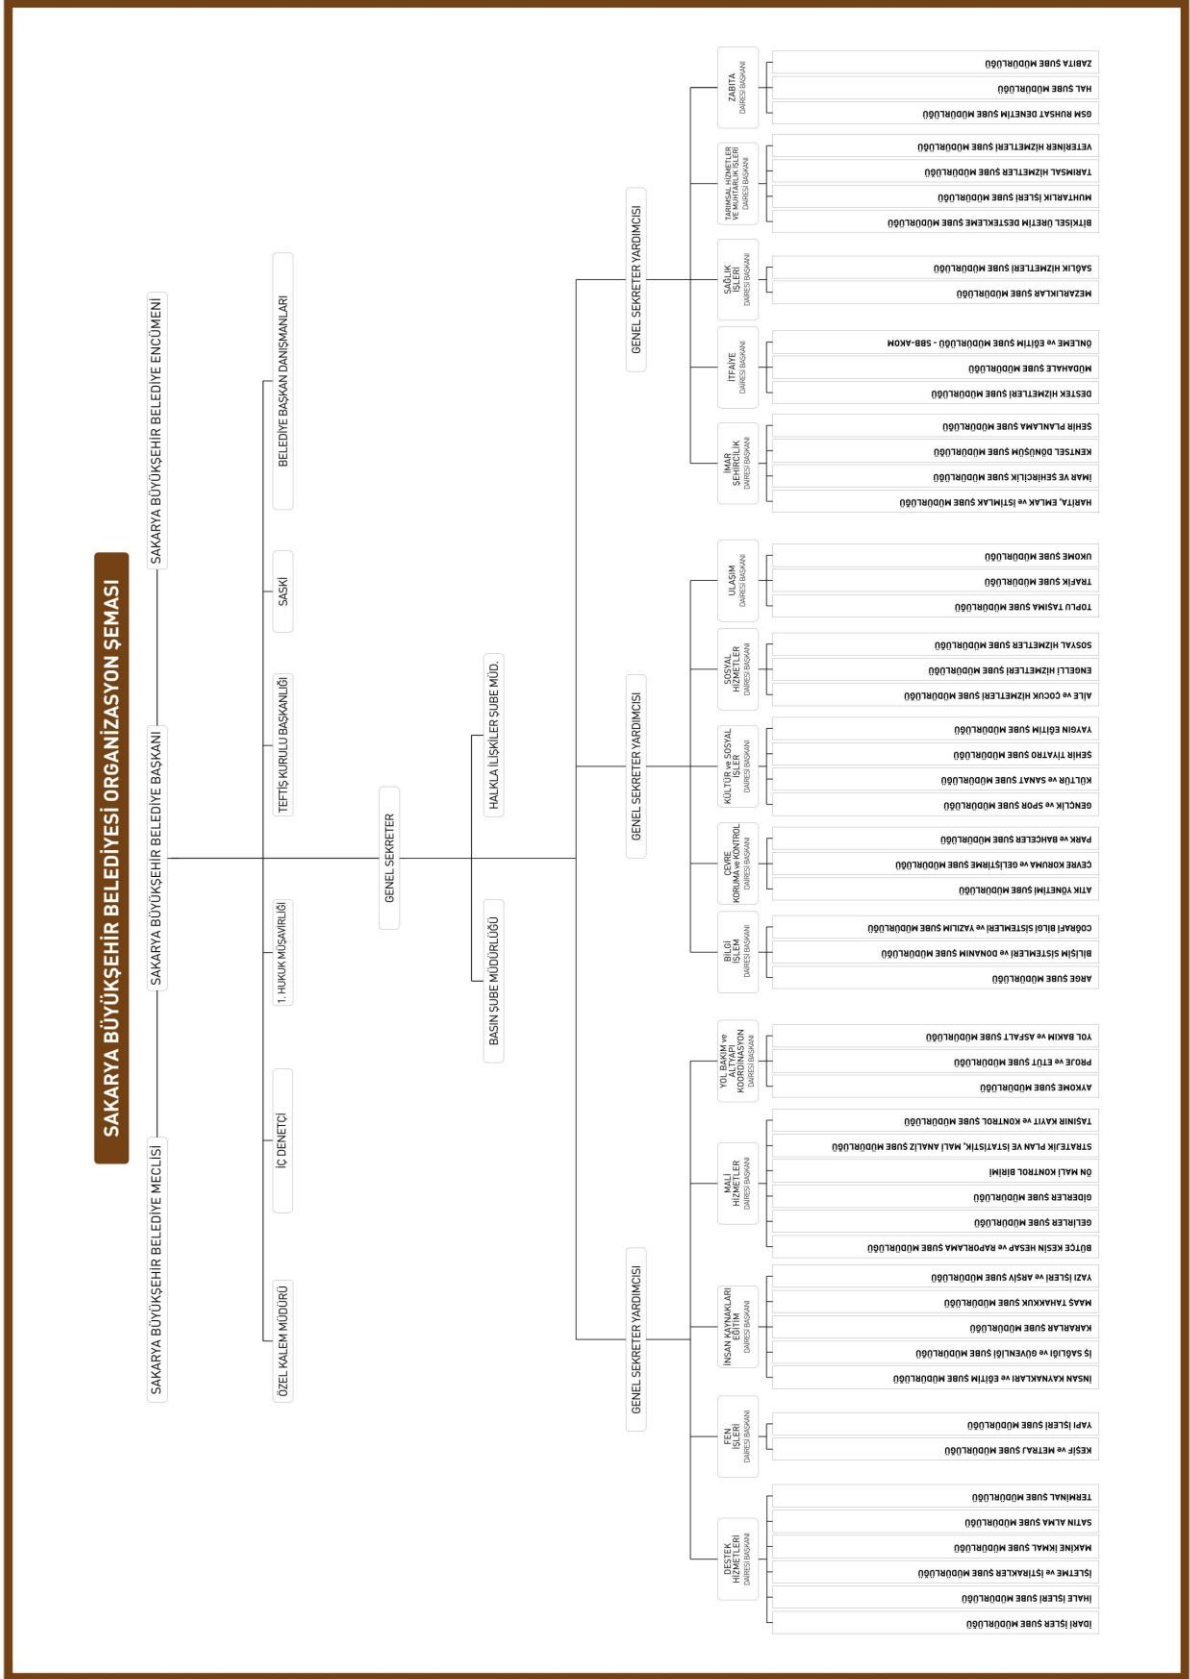 SAKARYA BÜYÜKŞEHİR BELEDİYESİ ORGANİZASYON ŞEMASI
SAKARYA BÜYÜKŞEHİR BELEDİYE MECLİSİ
SAKARYA BÜYÜKŞEHİR BELEDİYE BAŞKANI
SAKARYA BÜYÜKŞEHİR BELEDİYE ENCÜMENİ
ÖZEL KALEM MÜDÜRÜ
İÇ DENETÇİ
1. HUKUK MÜŞAVİRLİĞİ
TEFTİŞ KURULU BAŞKANLIĞI
SASKİ
BELEDİYE BAŞKAN DANIŞMANLARI
GENEL SEKRETER
BASIN ŞUBE MÜDÜRLÜĞÜ
HALKLA İLİŞKİLER ŞUBE MÜD.
GENEL SEKRETER YARDIMCISI
GENEL SEKRETER YARDIMCISI
GENEL SEKRETER YARDIMCISI
DESTEK
HİZMETLERİ
DAİRESİ BAŞKANI
İDARİ İŞLER ŞUBE MÜDÜRLÜĞÜ
İHALE İŞLERİ ŞUBE MÜDÜRLÜĞÜ
İŞLETME ve İŞTİRAKLER ŞUBE MÜDÜRLÜĞÜ
MAKİNE İKMAL ŞUBE MÜDÜRLÜĞÜ
SATIN ALMA ŞUBE MÜDÜRLÜĞÜ
TERMİNAL ŞUBE MÜDÜRLÜĞÜ
FEN
İŞLERİ
DAİRESİ BAŞKANI
KEŞİF ve METRAJ ŞUBE MÜDÜRLÜĞÜ
YAPI İŞLERİ ŞUBE MÜDÜRLÜĞÜ
İNSAN KAYNAKLARI
EĞİTİM
DAİRESİ BAŞKANI
İNSAN KAYNAKLARI ve EĞİTİM ŞUBE MÜDÜRLÜĞÜ
İŞ SAĞLIĞI ve GÜVENLİĞİ ŞUBE MÜDÜRLÜĞÜ
KARARLAR ŞUBE MÜDÜRLÜĞÜ
MAAŞ TAHAKKUK ŞUBE MÜDÜRLÜĞÜ
YAZI İŞLERİ ve ARŞİV ŞUBE MÜDÜRLÜĞÜ
MALİ
HİZMETLER
DAİRESİ BAŞKANI
BÜTÇE KESİN HESAP ve RAPORLAMA ŞUBE MÜDÜRLÜĞÜ
GELİRLER ŞUBE MÜDÜRLÜĞÜ
GİDERLER ŞUBE MÜDÜRLÜĞÜ
ÖN MALİ KONTROL BİRİMİ
STRATEJİK PLAN VE İSTATİSTİK, MALİ ANALİZ ŞUBE MÜDÜRLÜĞÜ
TAŞINIR KAYIT ve KONTROL ŞUBE MÜDÜRLÜĞÜ
YOL BAKIM ve
ALTYAPI
KOORDİNASYON
DAİRESİ BAŞKANI
AYKOME ŞUBE MÜDÜRLÜĞÜ
PROJE ve ETÜT ŞUBE MÜDÜRLÜĞÜ
YOL BAKIM ve ASFALT ŞUBE MÜDÜRLÜĞÜ
BİLGİ
İŞLEM
DAİRESİ BAŞKANI
ARGE ŞUBE MÜDÜRLÜĞÜ
BİLİŞİM SİSTEMLERİ ve DONANIM ŞUBE MÜDÜRLÜĞÜ
COĞRAFİ BİLGİ SİSTEMLERİ ve YAZILIM ŞUBE MÜDÜRLÜĞÜ
ÇEVRE
KORUMA ve KONTROL
DAİRESİ BAŞKANI
ATIK YÖNETİMİ ŞUBE MÜDÜRLÜĞÜ
ÇEVRE KORUMA ve GELİŞTİRME ŞUBE MÜDÜRLÜĞÜ
PARK ve BAHÇELER ŞUBE MÜDÜRLÜĞÜ
KÜLTÜR ve SOSYAL
İŞLER
DAİRESİ BAŞKANI
GENÇLİK ve SPOR ŞUBE MÜDÜRLÜĞÜ
KÜLTÜR ve SANAT ŞUBE MÜDÜRLÜĞÜ
ŞEHİR TİYATRO ŞUBE MÜDÜRLÜĞÜ
YAYGIN EĞİTİM ŞUBE MÜDÜRLÜĞÜ
SOSYAL
HİZMETLER
DAİRESİ BAŞKANI
AİLE ve ÇOCUK HİZMETLERİ ŞUBE MÜDÜRLÜĞÜ
ENGELLİ HİZMETLERİ ŞUBE MÜDÜRLÜĞÜ
SOSYAL HİZMETLER ŞUBE MÜDÜRLÜĞÜ
ULAŞIM
DAİRESİ BAŞKANI
TOPLU TAŞIMA ŞUBE MÜDÜRLÜĞÜ
TRAFİK ŞUBE MÜDÜRLÜĞÜ
UKOME ŞUBE MÜDÜRLÜĞÜ
İMAR
ŞEHİRCİLİK
DAİRESİ BAŞKANI
HARİTA, EMLAK ve İSTİMLAK ŞUBE MÜDÜRLÜĞÜ
İMAR VE ŞEHİRCİLİK ŞUBE MÜDÜRLÜĞÜ
KENTSEL DÖNÜŞÜM ŞUBE MÜDÜRLÜĞÜ
ŞEHİR PLANLAMA ŞUBE MÜDÜRLÜĞÜ
İTFAİYE
DAİRESİ BAŞKANI
DESTEK HİZMETLERİ ŞUBE MÜDÜRLÜĞÜ
MÜDAHALE ŞUBE MÜDÜRLÜĞÜ
ÖNLEME ve EĞİTİM ŞUBE MÜDÜRLÜĞÜ - SBB-AKOM
SAĞLIK
İŞLERİ
DAİRESİ BAŞKANI
MEZARLIKLAR ŞUBE MÜDÜRLÜĞÜ
SAĞLIK HİZMETLERİ ŞUBE MÜDÜRLÜĞÜ
TARIMSAL HİZMETLER
VE MUHTARLIK İŞLERİ
DAİRESİ BAŞKANI
BİTKİSEL ÜRETİM DESTEKLEME ŞUBE MÜDÜRLÜĞÜ
MUHTARLIK İŞLERİ ŞUBE MÜDÜRLÜĞÜ
TARIMSAL HİZMETLER ŞUBE MÜDÜRLÜĞÜ
VETERİNER HİZMETLERİ ŞUBE MÜDÜRLÜĞÜ
ZABITA
DAİRESİ BAŞKANI
GSM RUHSAT DENETİM ŞUBE MÜDÜRLÜĞÜ
HAL ŞUBE MÜDÜRLÜĞÜ
ZABITA ŞUBE MÜDÜRLÜĞÜ